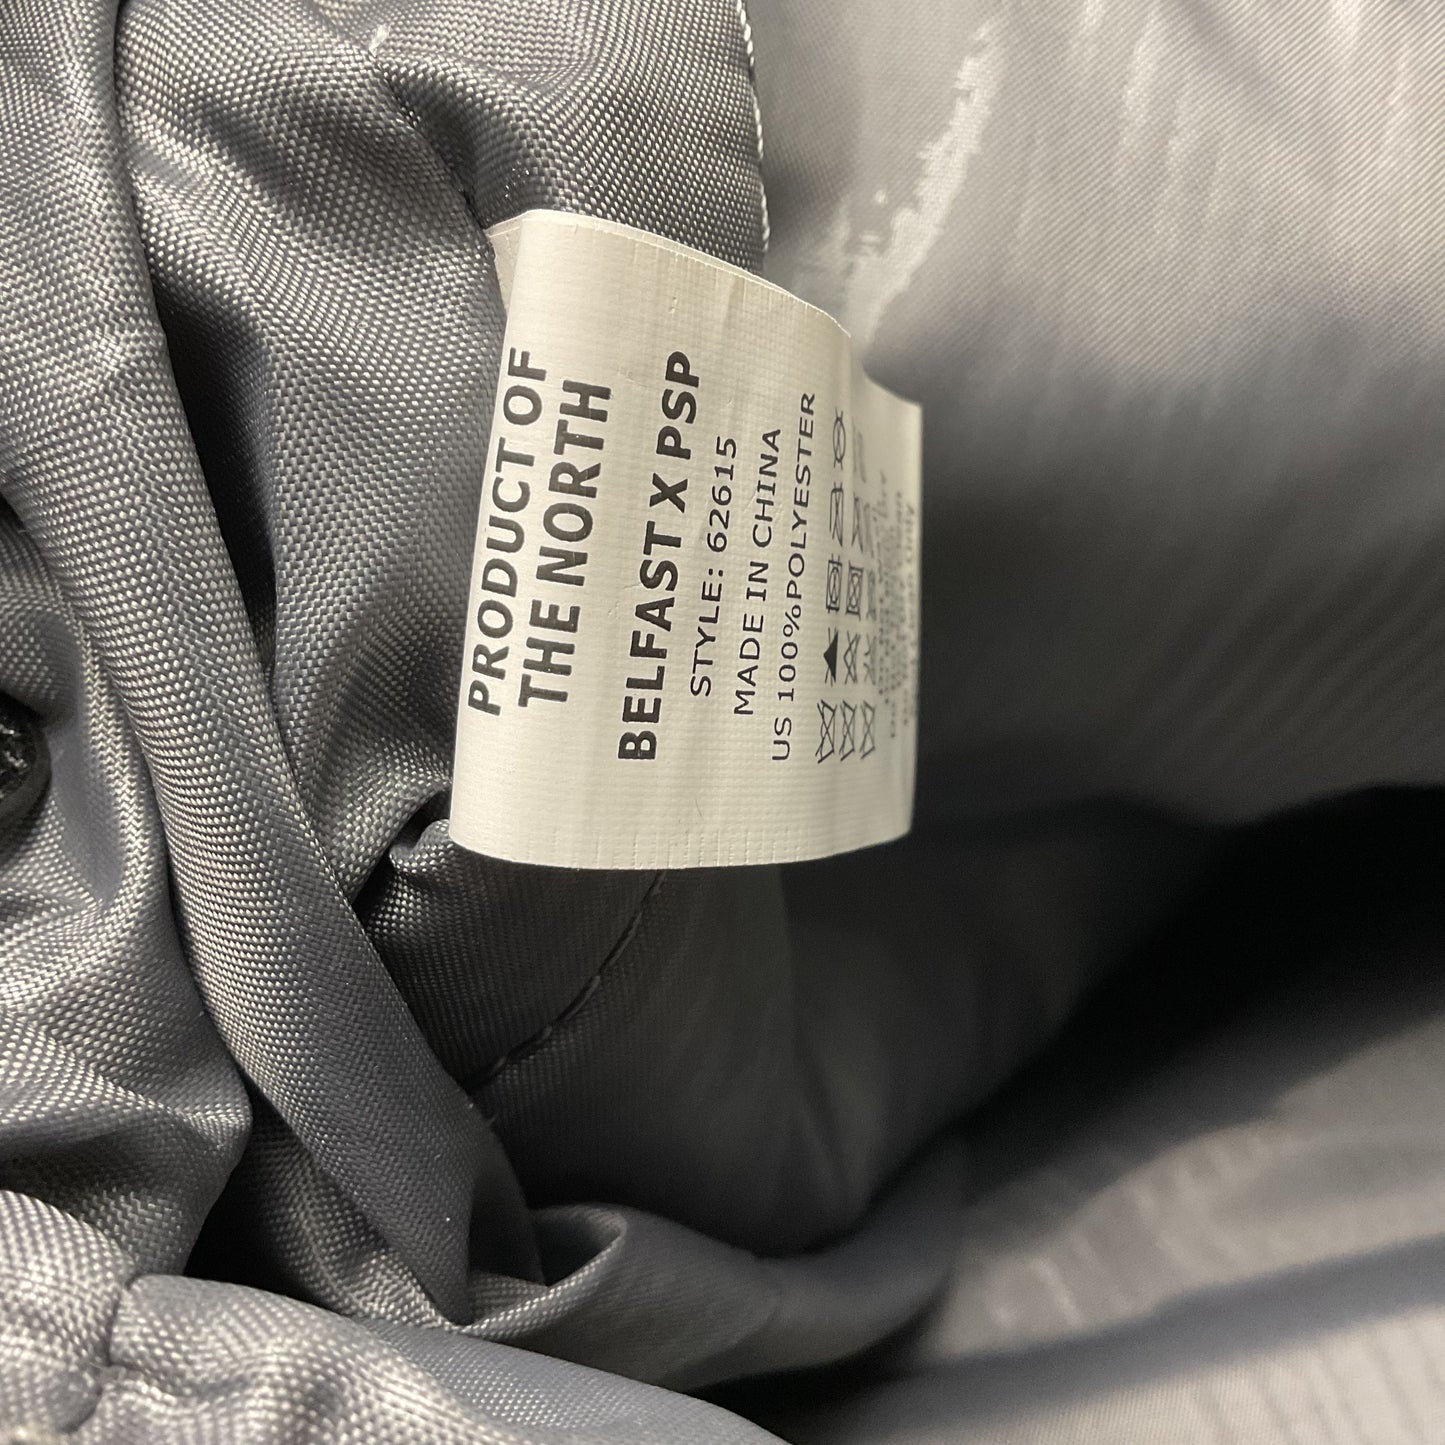 PRODUCT OF
THE NORTH
BELFAST X PSP
STYLE: 62615
MADE IN CHINA
US 100%POLYESTER